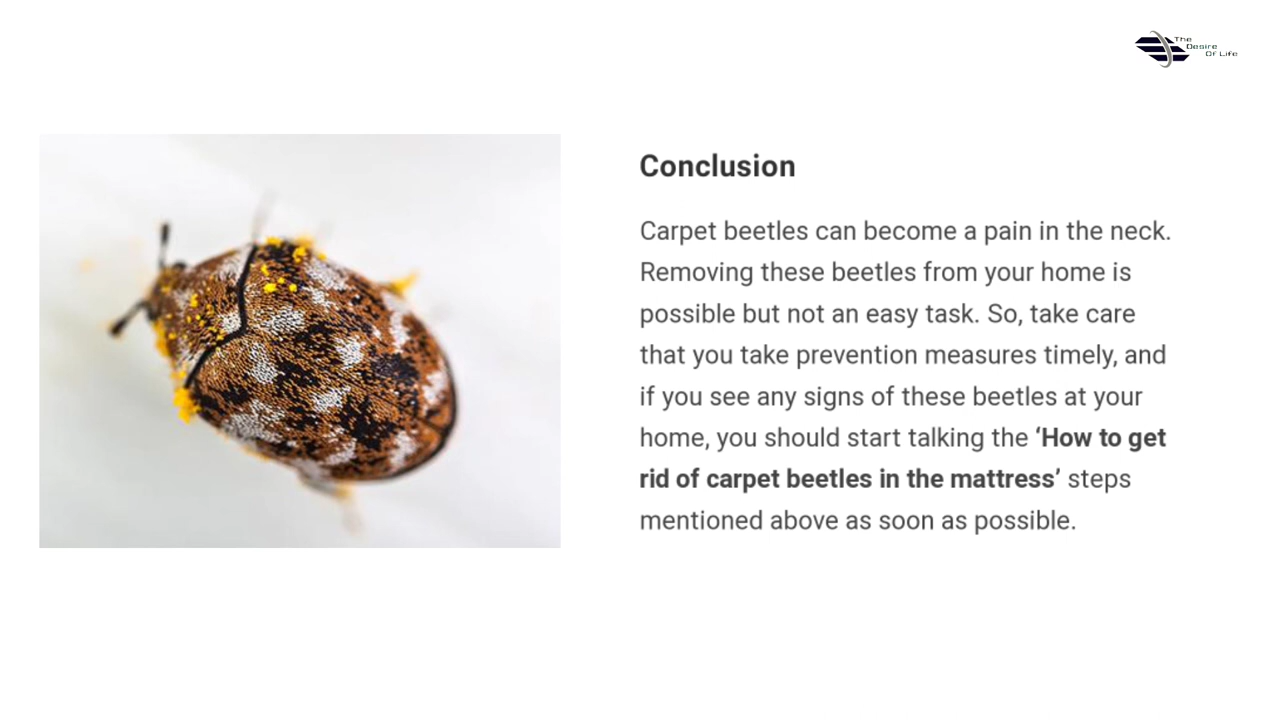 The
Desire
Of Life
Conclusion
Carpet beetles can become a pain in the neck.
Removing these beetles from your home is
possible but not an easy task. So, take care
that you take prevention measures timely, and
if you see any signs of these beetles at your
home, you should start talking the ‘How to get
rid of carpet beetles in the mattress’ steps
mentioned above as soon as possible.